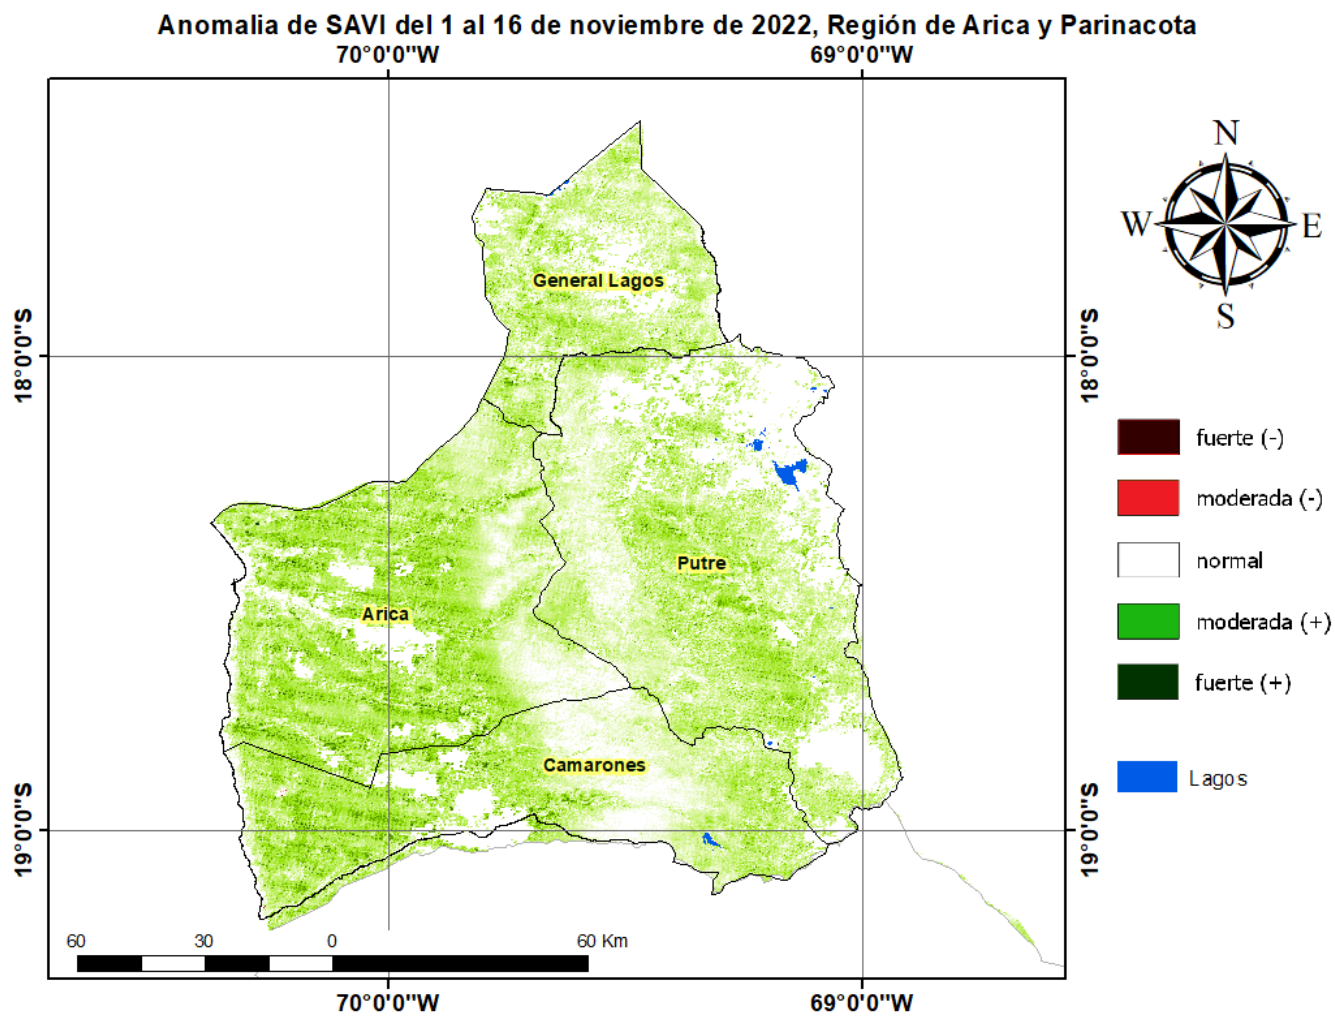 Anomalia de SAVI del 1 al 16 de noviembre de 2022, Región de Arica y Parinacota
70°0'0"W
69°0'0"W
N
W
E
S
General Lagos
18°0'0"S
18°0'0"S
fuerte (-)
moderada (-)
normal
moderada (+)
fuerte (+)
Lagos
Putre
Arica
Camarones
19°0'0"S
19°0'0"S
60
30
0
60 Km
70°0'0"W
69°0'0"W